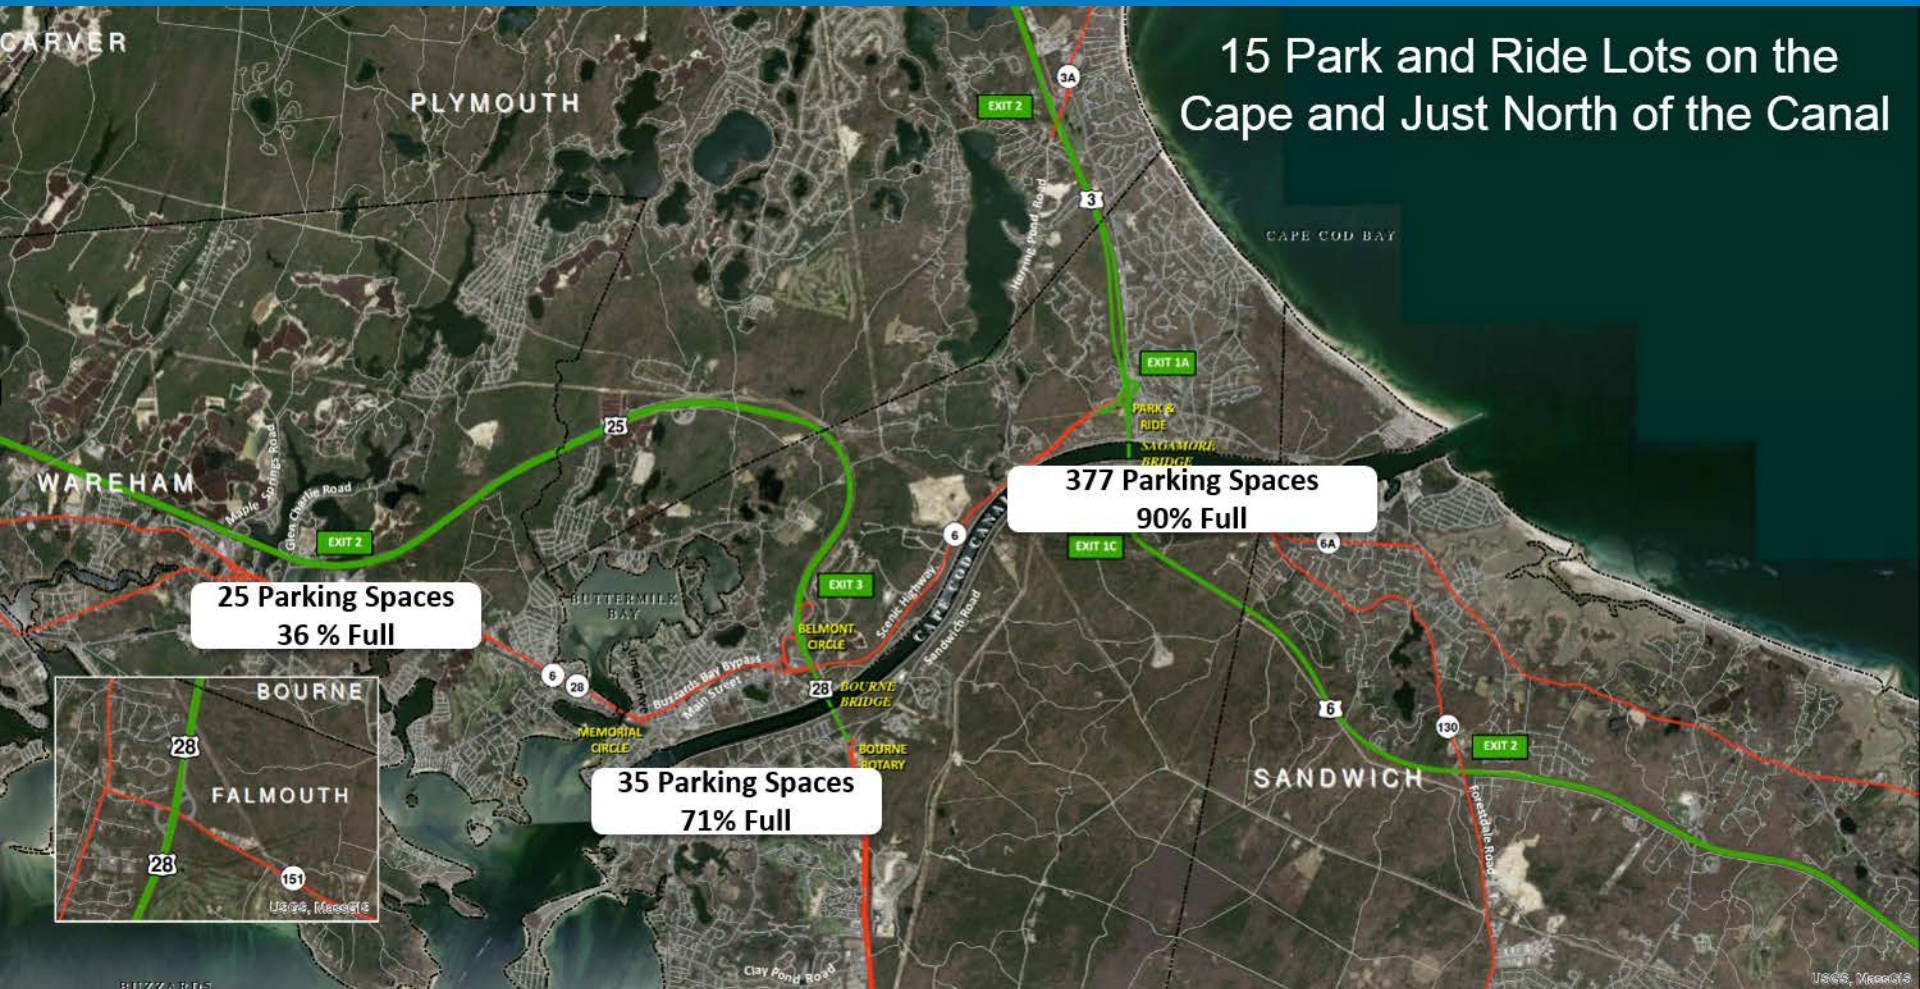 15 Park and Ride Lots on the
Cape and Just North of the Canal
CARVER
PLYMOUTH
3A
EXIT 2
3
Herring Pond Road
CAPE COD BAY
EXIT 1A
PARK &
RIDE
SAGAMORE
BRIDGE
25
WAREHAM
Maple Springs Road
Glen Charlie Road
EXIT 2
377 Parking Spaces
90% Full
6
EXIT 1C
6A
CAPE COD CANAL
Scenic Highway
Sandwich Road
EXIT 3
25 Parking Spaces
36 % Full
BUTTERMILK
BAY
BELMONT
CIRCLE
6
28
Buzzards Bay Bypass
Main Street
28
BOURNE
BRIDGE
MEMORIAL
CIRCLE
BOURNE
ROTARY
35 Parking Spaces
71% Full
6
130
EXIT 2
SANDWICH
Forestdale Road
BOURNE
28
FALMOUTH
28
151
USGS, MassGIS
Clay Pond Road
BUZZARDS
USGS, MassGIS